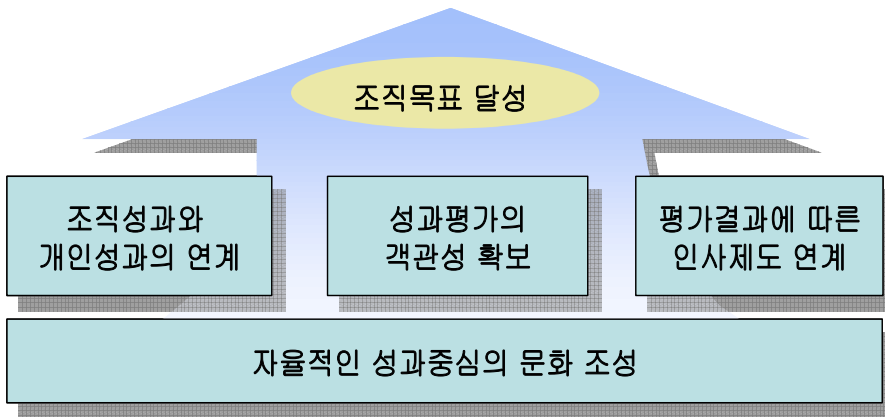 조직목표 달성
조직성과와
개인성과의 연계
성과평가의
객관성 확보
평가결과에 따른
인사제도 연계
자율적인 성과중심의 문화 조성